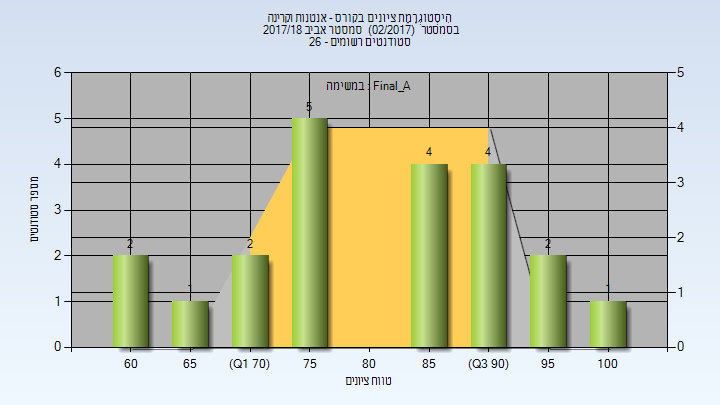 הִיסְטוֹגְרָמַת ציונים בקורס - אנטנות וקרינה
בסמסטר (02/2017) סמסטר אביב 2017/18
סטודנטים רשומים - 26
במשימה : Final_A
6 5
5 4 3 2 1 0
4 3 2 1 0
2 1 2 5 4 4 2 1
מספר סטודנטים
60 65 (Q1 70) 75 80 85 (Q3 90) 95 100
טווח ציונים